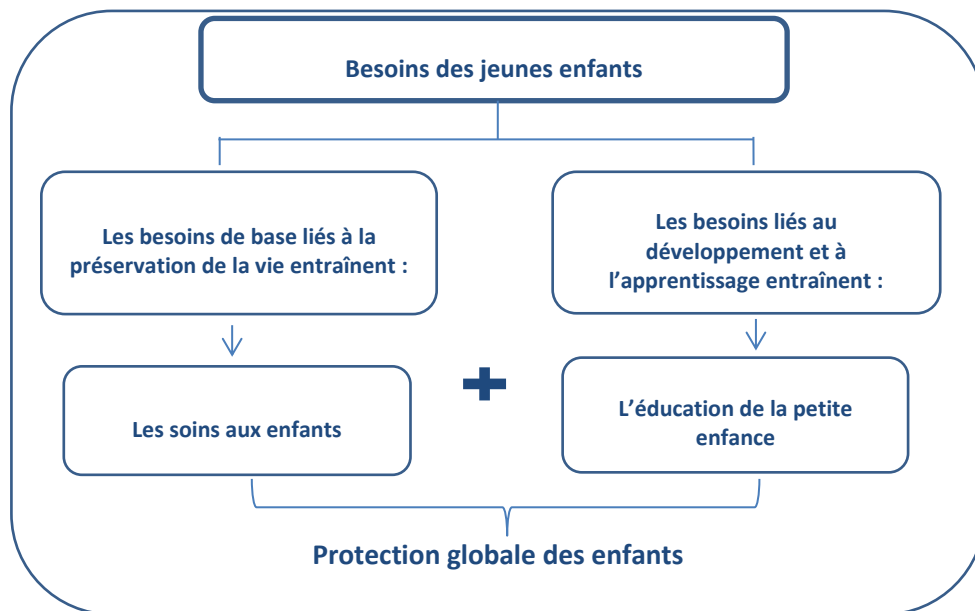 Besoins des jeunes enfants
Les besoins de base liés à la
préservation de la vie entraînent :
Les besoins liés au
développement et à
l’apprentissage entraînent :
Les soins aux enfants
L’éducation de la petite
enfance
Protection globale des enfants